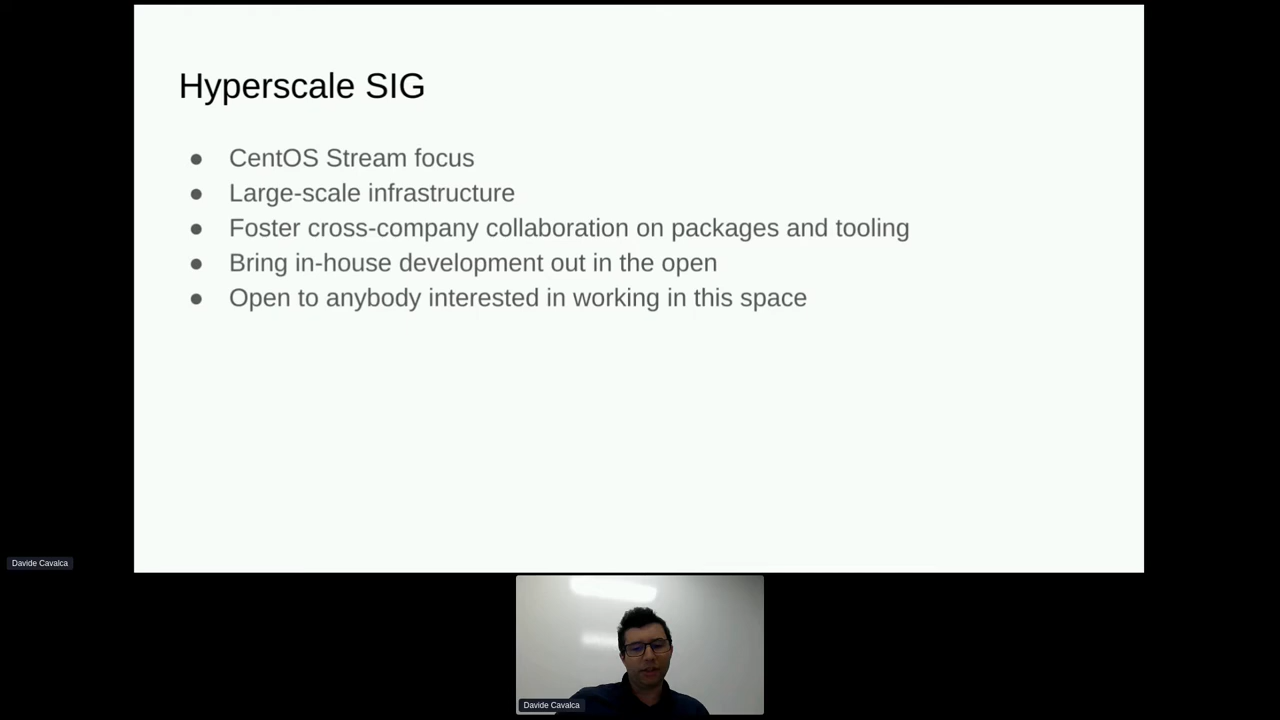 Hyperscale SIG
● CentOS Stream focus
● Large-scale infrastructure
● Foster cross-company collaboration on packages and tooling
● Bring in-house development out in the open
● Open to anybody interested in working in this space
Davide Cavalca
Davide Cavalca